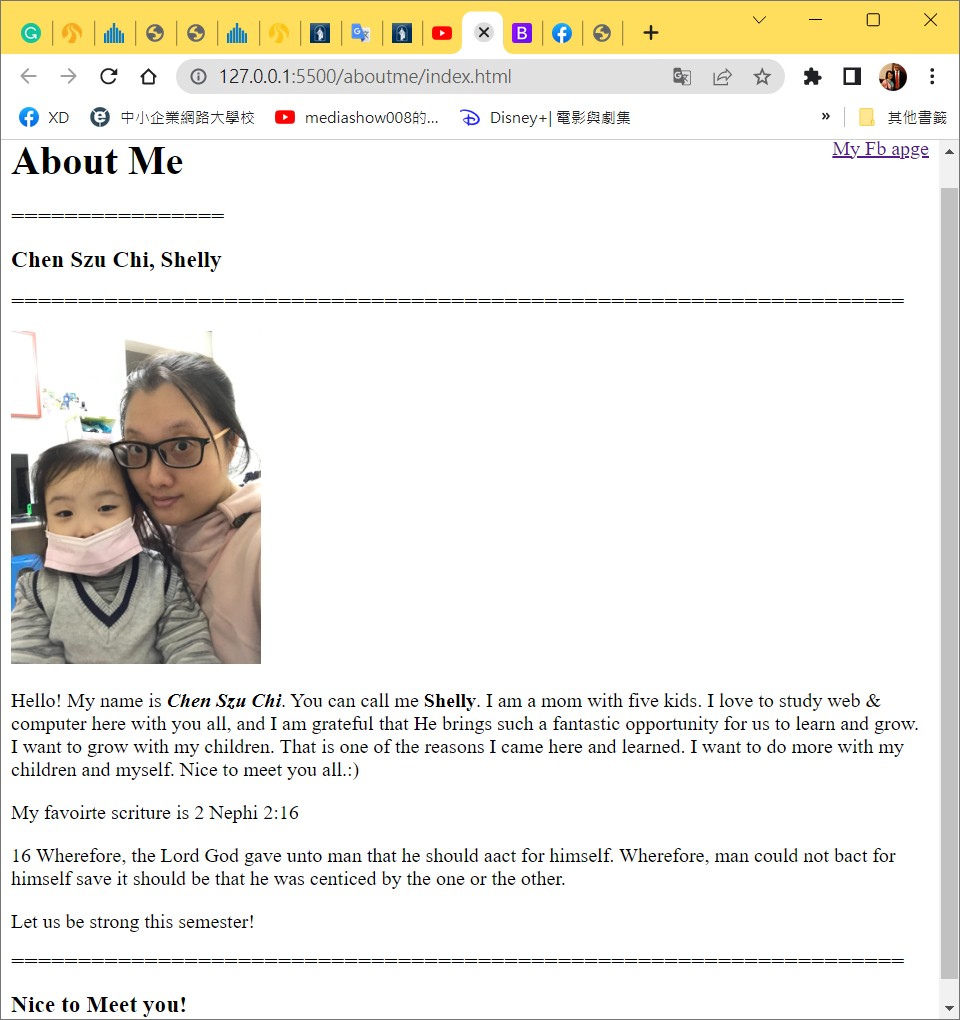 127.0.0.1:5500/aboutme/index.html
XD 中小企業網路大學校 mediashow008的... Disney+| 電影與劇集 » 其他書籤
About Me
My Fb apge
================
Chen Szu Chi, Shelly
====================================================================
Hello! My name is Chen Szu Chi. You can call me Shelly. I am a mom with five kids. I love to study web &
computer here with you all, and I am grateful that He brings such a fantastic opportunity for us to learn and grow.
I want to grow with my children. That is one of the reasons I came here and learned. I want to do more with my
children and myself. Nice to meet you all.:)
My favoirte scriture is 2 Nephi 2:16
16 Wherefore, the Lord God gave unto man that he should aact for himself. Wherefore, man could not bact for
himself save it should be that he was centiced by the one or the other.
Let us be strong this semester!
====================================================================
Nice to Meet you!